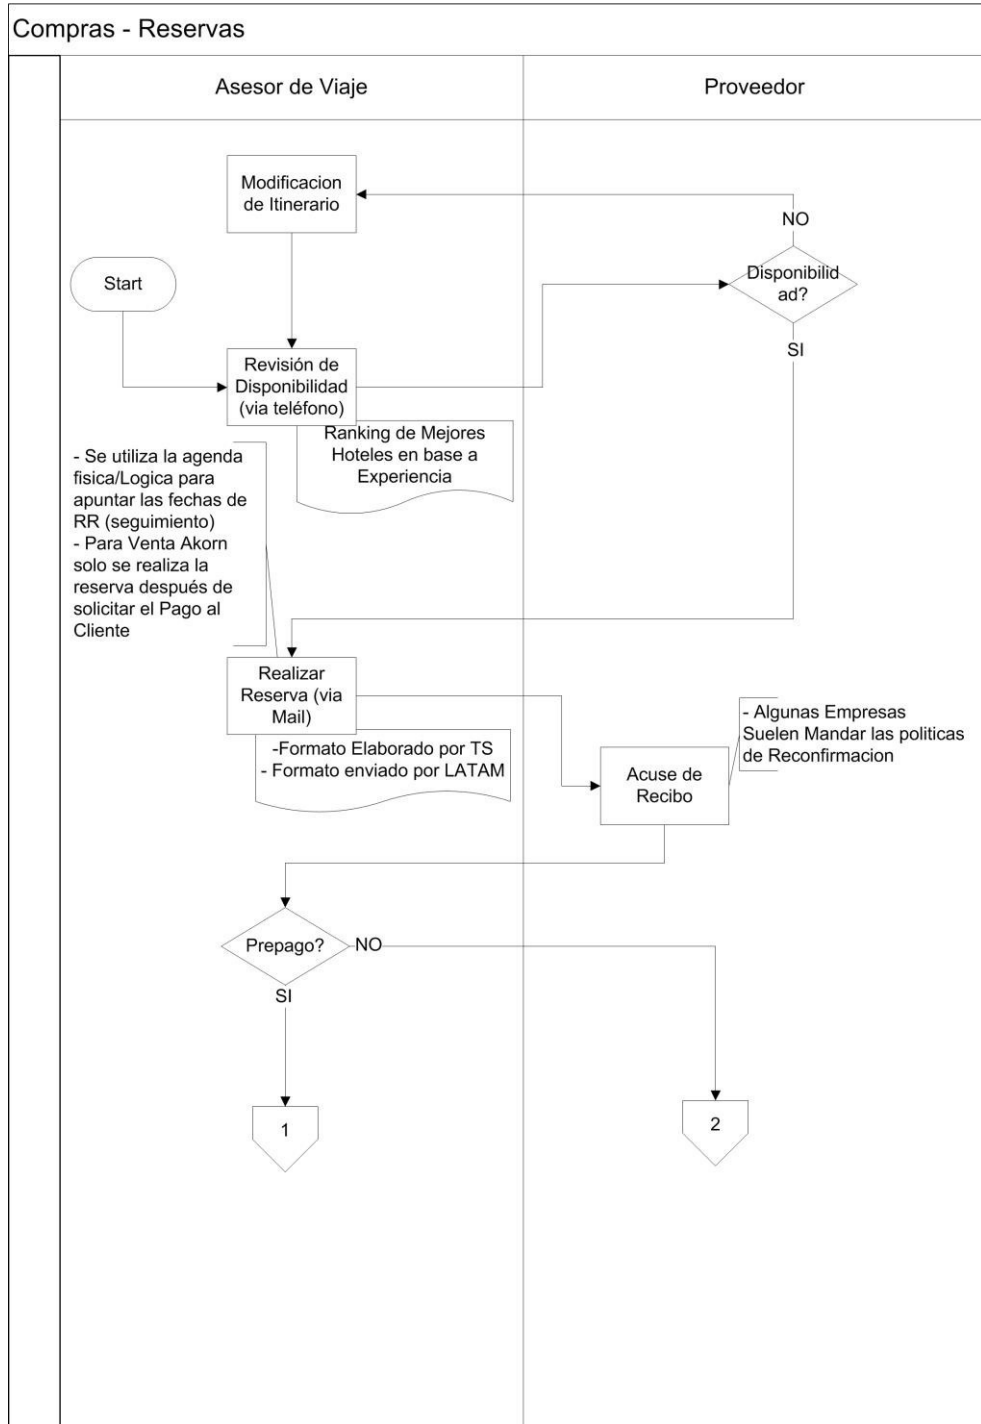 Compras - Reservas
Asesor de Viaje
Proveedor
Modificacion
de Itinerario
NO
Start
Disponibilid
ad?
SI
Revisión de
Disponibilidad
(via teléfono)
Ranking de Mejores
Hoteles en base a
Experiencia
- Se utiliza la agenda
fisica/Logica para
apuntar las fechas de
RR (seguimiento)
- Para Venta Akorn
solo se realiza la
reserva después de
solicitar el Pago al
Cliente
Realizar
Reserva (via
Mail)
-Formato Elaborado por TS
- Formato enviado por LATAM
- Algunas Empresas
Suelen Mandar las politicas
de Reconfirmacion
Acuse de
Recibo
Prepago?
NO
SI
1
2